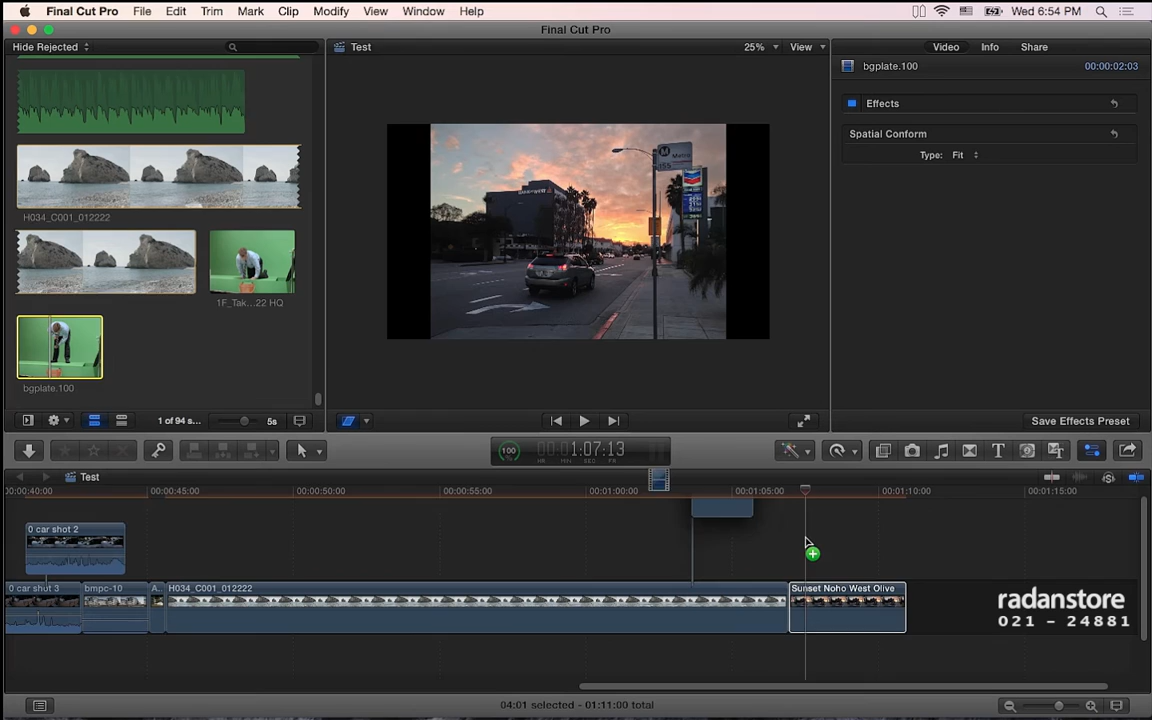 Final Cut Pro File Edit Trim Mark Clip Modify View Window Help Wed 6:54 PM
Final Cut Pro
Hide Rejected
Test 25% View
Video Info Share
bgplate.100 00:00:02:03
Effects
Spatial Conform
Type: Fit
H034_C001_012222
1F_Tak...22 HQ
bgplate.100
1 of 94 s... 5s
Save Effects Preset
100 1:07:13
HR MIN SEC FR
Test
00:00:40:00 00:00:45:00 00:00:50:00 00:00:55:00 00:01:00:00 00:01:05:00 00:01:10:00 00:01:15:00
0 car shot 2
0 car shot 3 bmpc-10 A. H034_C001_012222 Sunset Noho West Olive
radanstore
021 - 24881
04:01 selected - 01:11:00 total